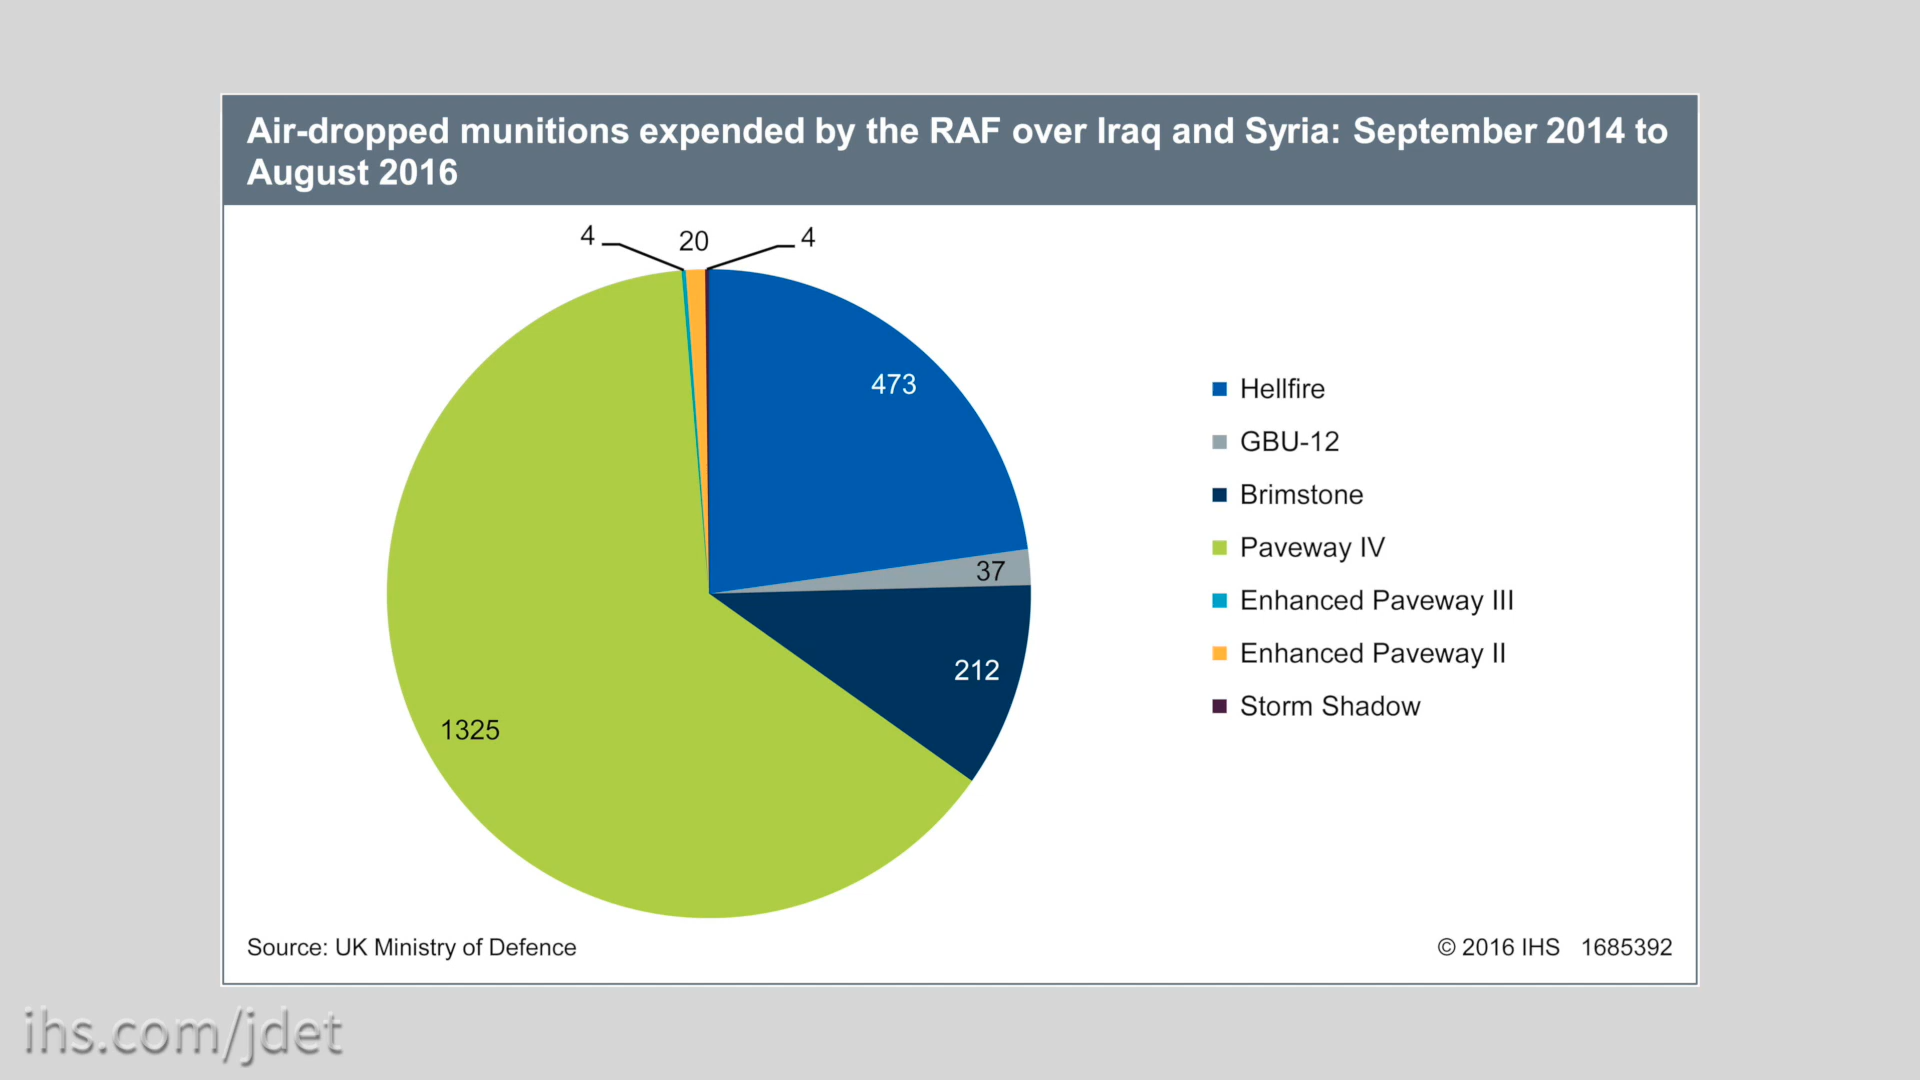 Air-dropped munitions expended by the RAF over Iraq and Syria: September 2014 to
August 2016
4
20
4
473
37
212
1325
Hellfire
GBU-12
Brimstone
Paveway IV
Enhanced Paveway III
Enhanced Paveway II
Storm Shadow
Source: UK Ministry of Defence
© 2016 IHS 1685392
ihs.com/jdet